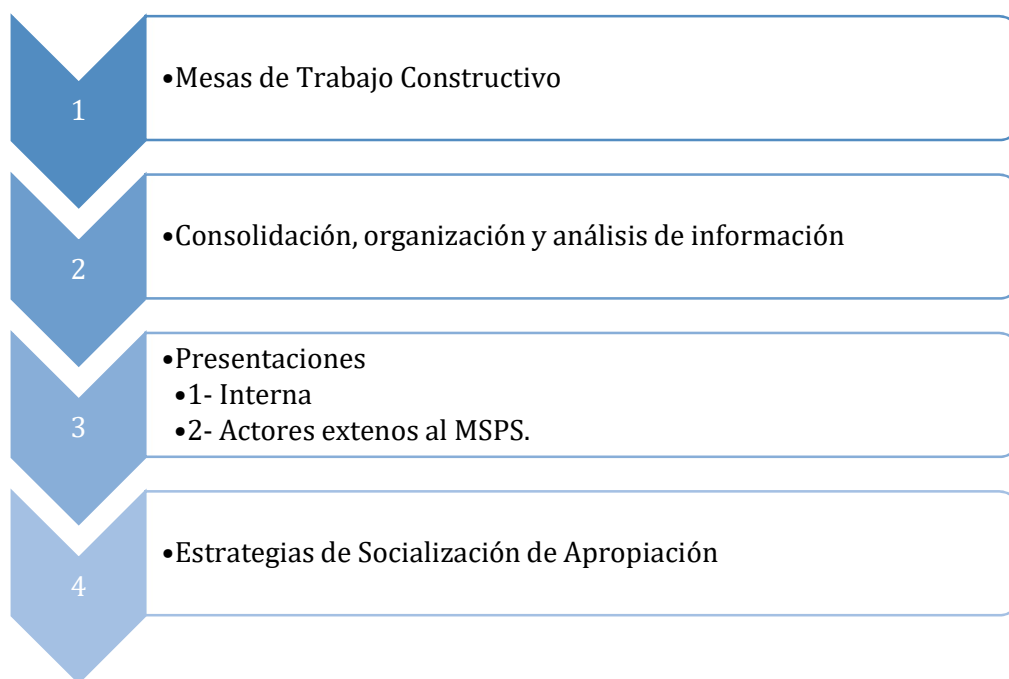 1
•Mesas de Trabajo Constructivo
2
•Consolidación, organización y análisis de información
3
•Presentaciones
•1- Interna
•2- Actores extenos al MSPS.
4
•Estrategias de Socialización de Apropiación